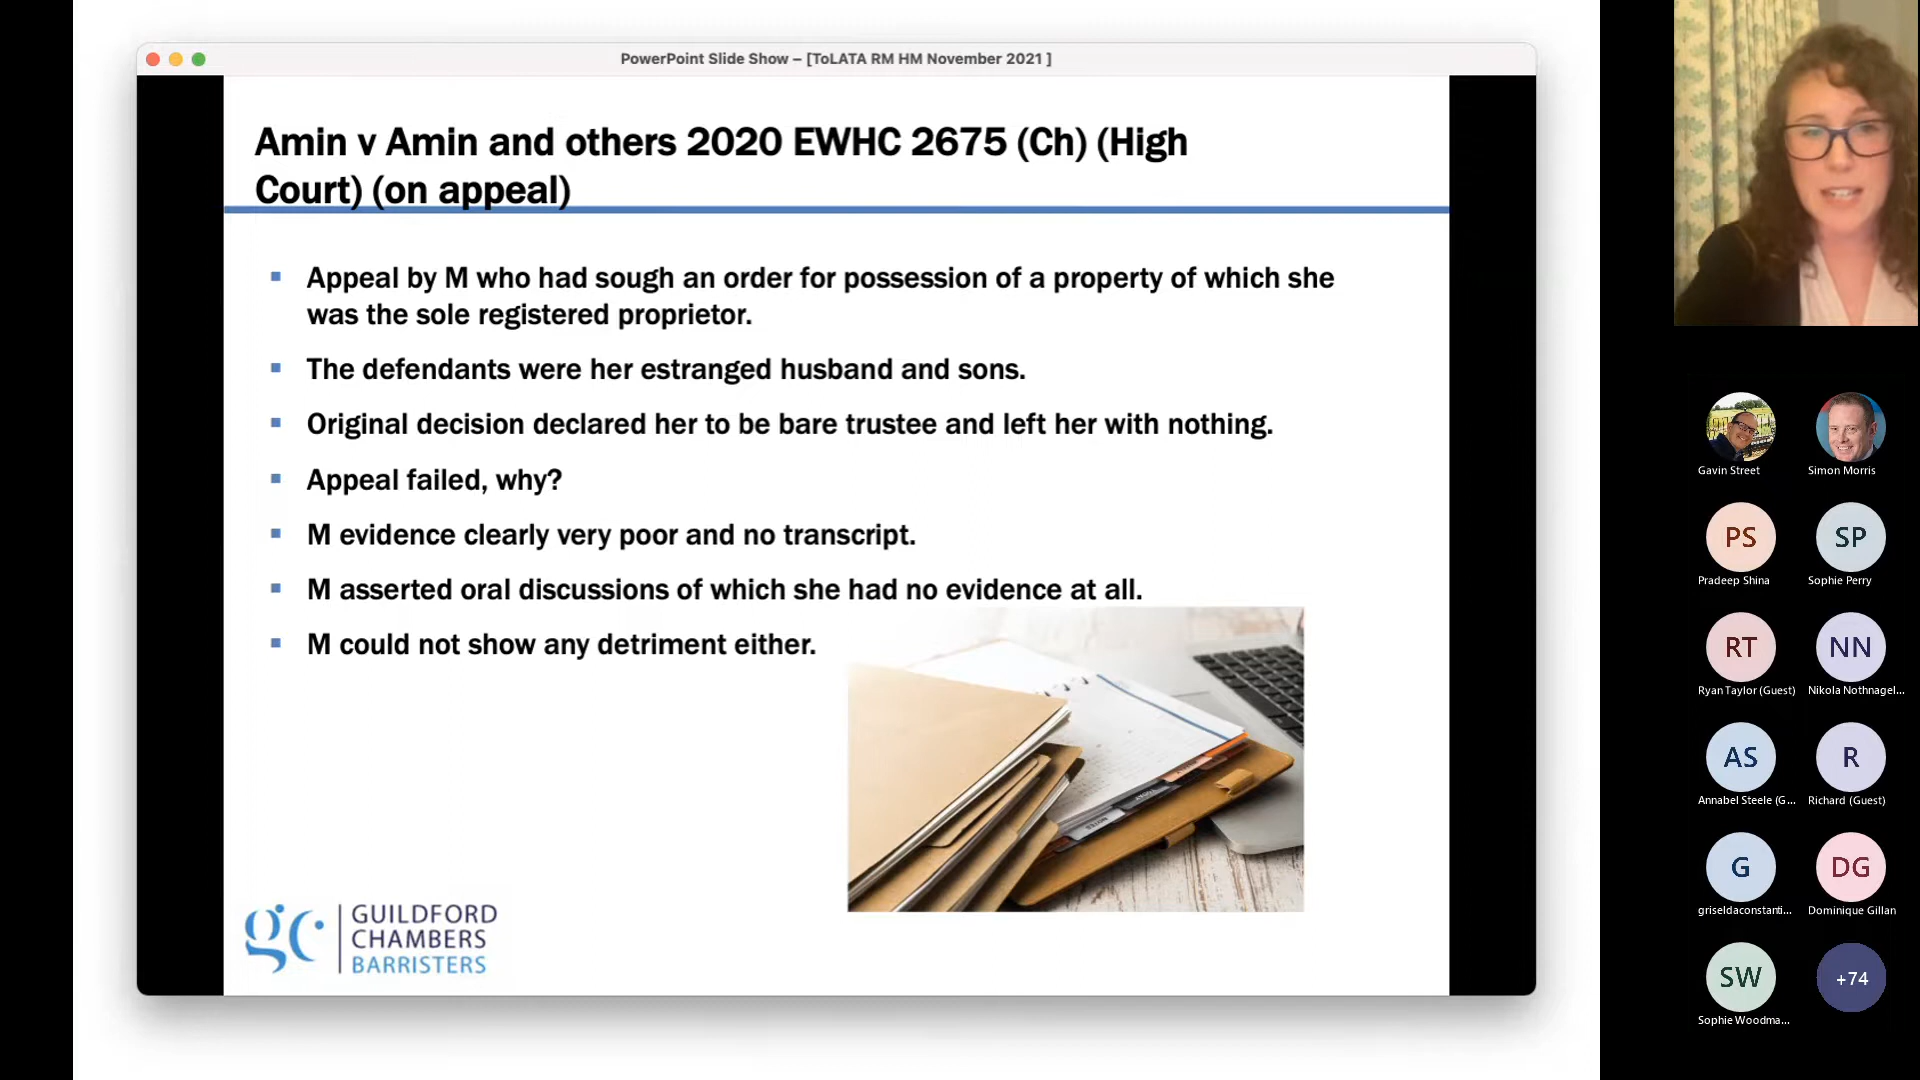 PowerPoint Slide Show – [ToLATA RM HM November 2021 ]
Amin v Amin and others 2020 EWHC 2675 (Ch) (High
Court) (on appeal)
Appeal by M who had sough an order for possession of a property of which she
was the sole registered proprietor.
The defendants were her estranged husband and sons.
Original decision declared her to be bare trustee and left her with nothing.
Appeal failed, why?
M evidence clearly very poor and no transcript.
M asserted oral discussions of which she had no evidence at all.
M could not show any detriment either.
gc
GUILDFORD
CHAMBERS
BARRISTERS
Gavin Street
Simon Morris
PS
SP
Pradeep Shina
Sophie Perry
RT
NN
Ryan Taylor (Guest)
Nikola Nothnagel...
AS
R
Annabel Steele (G...
Richard (Guest)
G
DG
griseldaconstanti...
Dominique Gillan
SW
+74
Sophie Woodma...